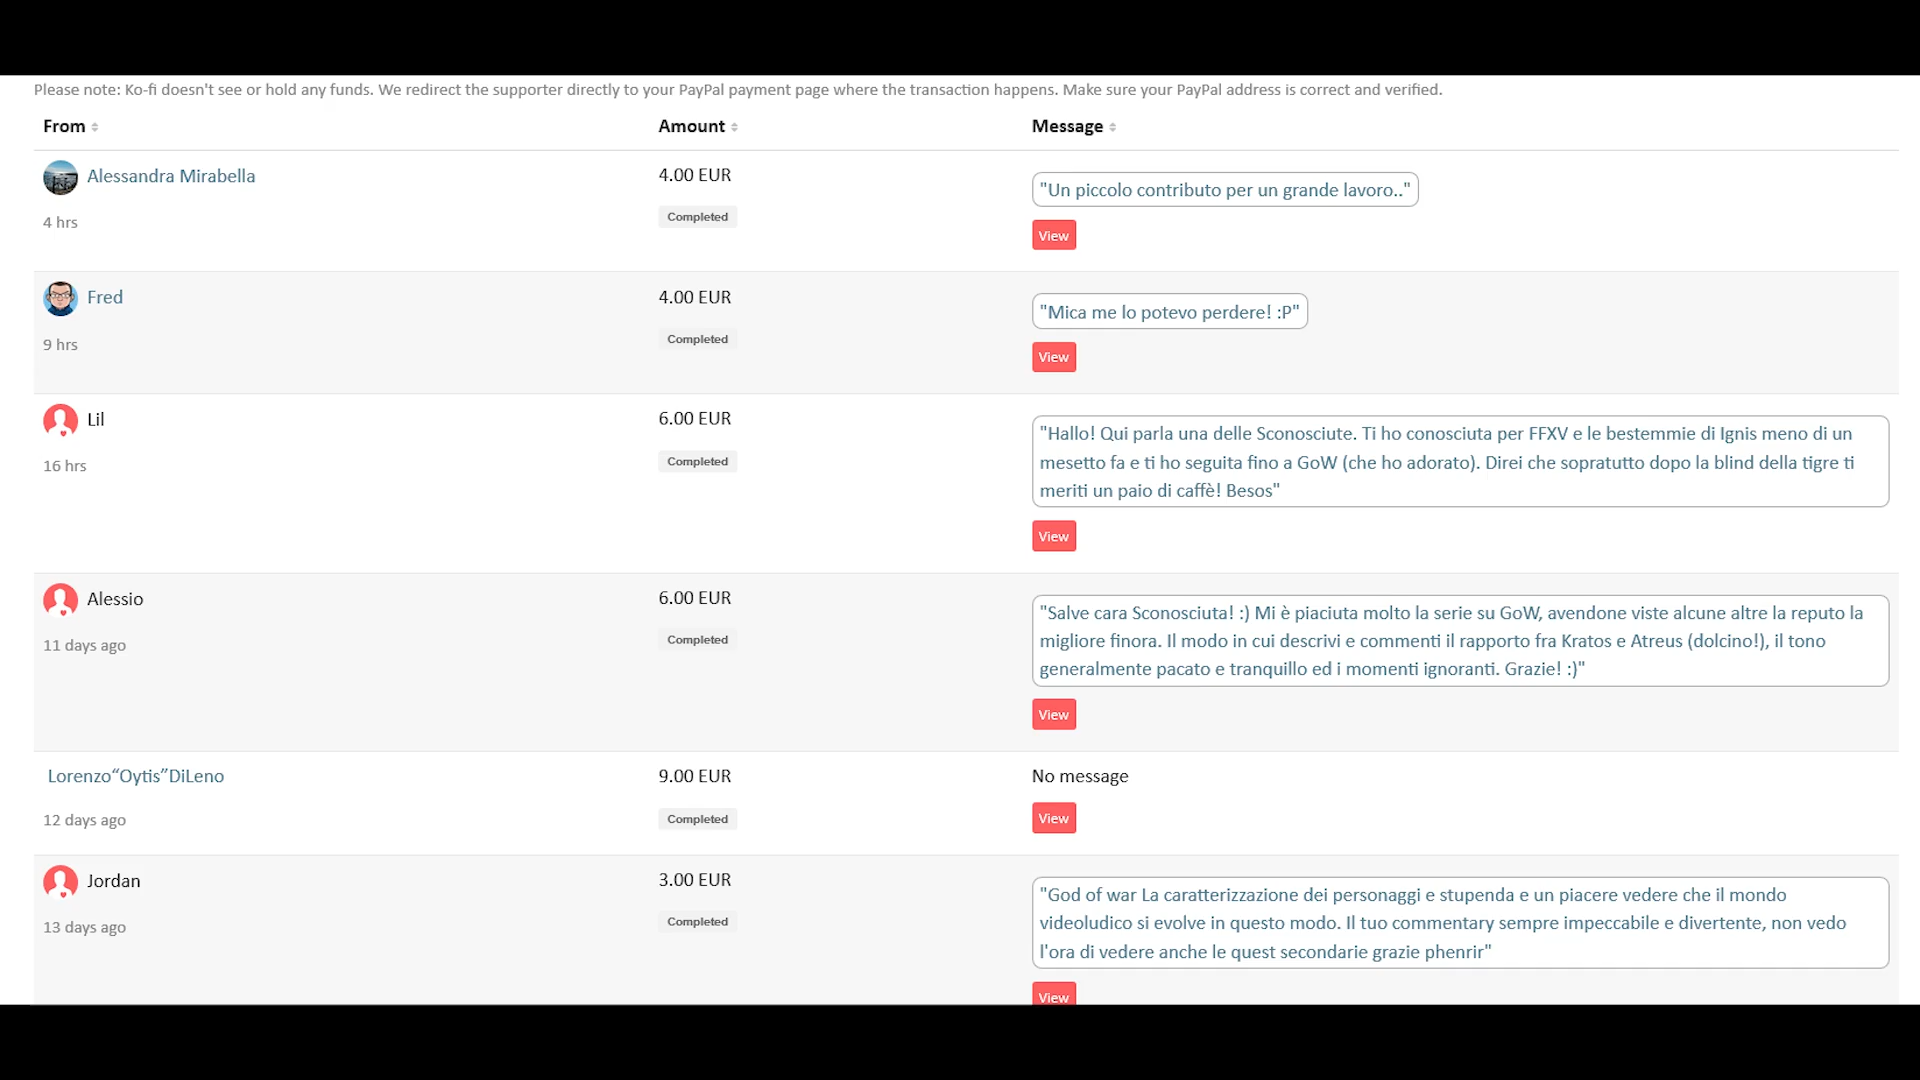 Please note: Ko-fi doesn't see or hold any funds. We redirect the supporter directly to your PayPal payment page where the transaction happens. Make sure your PayPal address is correct and verified.
From Amount Message
Alessandra Mirabella 4.00 EUR
"Un piccolo contributo per un grande lavoro.."
Completed
4 hrs
View
Fred 4.00 EUR
"Mica me lo potevo perdere! :P"
Completed
9 hrs
View
Lil 6.00 EUR
"Hallo! Qui parla una delle Sconosciute. Ti ho conosciuta per FFXV e le bestemmie di Ignis meno di un
mesetto fa e ti ho seguita fino a GoW (che ho adorato). Direi che sopratutto dopo la blind della tigre ti
meriti un paio di caffè! Besos"
Completed
16 hrs
View
Alessio 6.00 EUR
"Salve cara Sconosciuta! :) Mi è piaciuta molto la serie su GoW, avendone viste alcune altre la reputo la
migliore finora. Il modo in cui descrivi e commenti il rapporto fra Kratos e Atreus (dolcino!), il tono
generalmente pacato e tranquillo ed i momenti ignoranti. Grazie! :)"
Completed
11 days ago
View
Lorenzo“Oytis”DiLeno 9.00 EUR No message
Completed
12 days ago
View
Jordan 3.00 EUR
"God of war La caratterizzazione dei personaggi e stupenda e un piacere vedere che il mondo
videoludico si evolve in questo modo. Il tuo commentary sempre impeccabile e divertente, non vedo
l'ora di vedere anche le quest secondarie grazie phenrir"
Completed
13 days ago
View